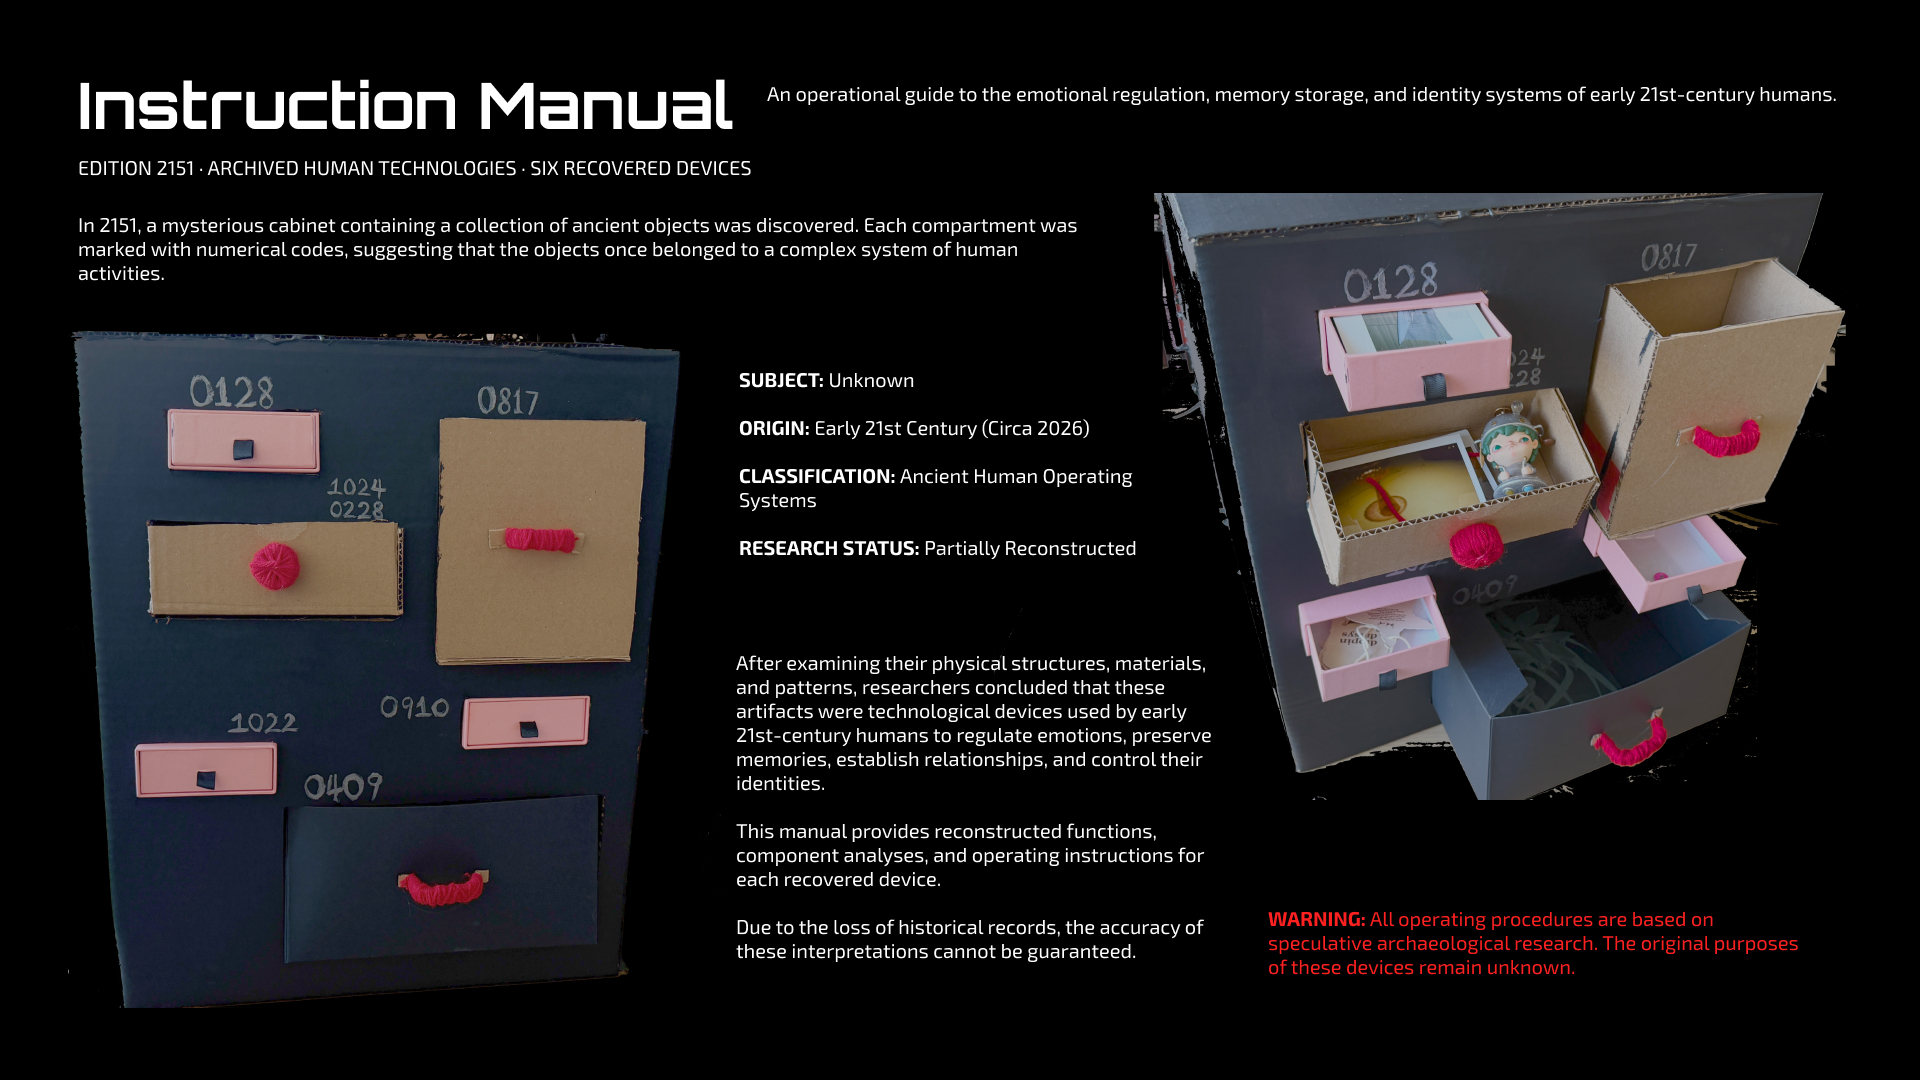 Instruction Manual
An operational guide to the emotional regulation, memory storage, and identity systems of early 21st-century humans.
EDITION 2151 · ARCHIVED HUMAN TECHNOLOGIES · SIX RECOVERED DEVICES
In 2151, a mysterious cabinet containing a collection of ancient objects was discovered. Each compartment was
marked with numerical codes, suggesting that the objects once belonged to a complex system of human
activities.
0128
0817
1024
0228
0910
1022
0409
SUBJECT: Unknown
ORIGIN: Early 21st Century (Circa 2026)
CLASSIFICATION: Ancient Human Operating
Systems
RESEARCH STATUS: Partially Reconstructed
After examining their physical structures, materials,
and patterns, researchers concluded that these
artifacts were technological devices used by early
21st-century humans to regulate emotions, preserve
memories, establish relationships, and control their
identities.
This manual provides reconstructed functions,
component analyses, and operating instructions for
each recovered device.
Due to the loss of historical records, the accuracy of
these interpretations cannot be guaranteed.
0128
0817
24
28
0409
WARNING: All operating procedures are based on
speculative archaeological research. The original purposes
of these devices remain unknown.